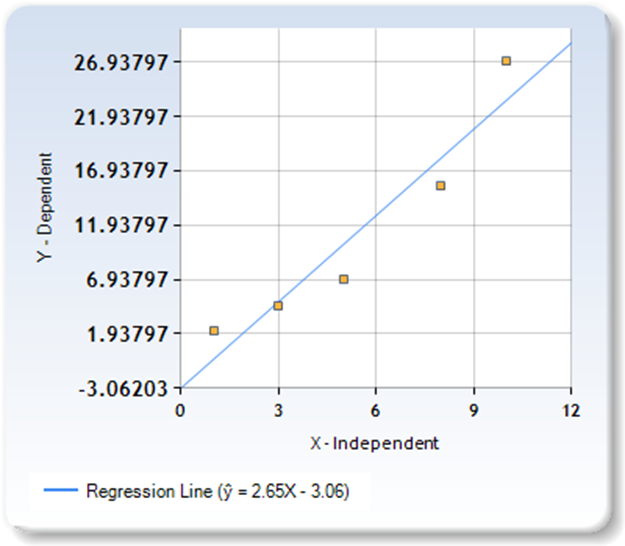 26.93797
21.93797
16.93797
11.93797
6.93797
1.93797
-3.06203
Y - Dependent
0 3 6 9 12
X - Independent
Regression Line (ŷ = 2.65X - 3.06)